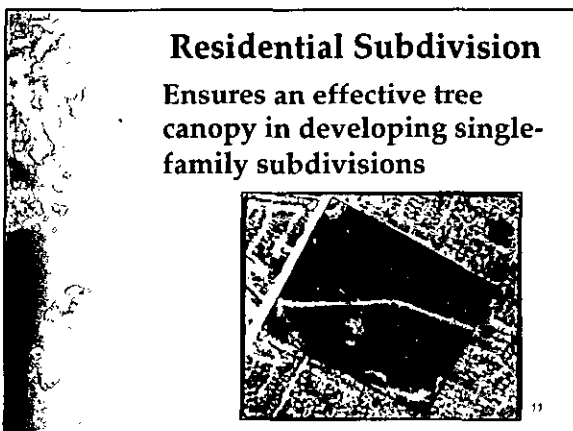 Residential Subdivision
Ensures an effective tree
canopy in developing single-
family subdivisions
11